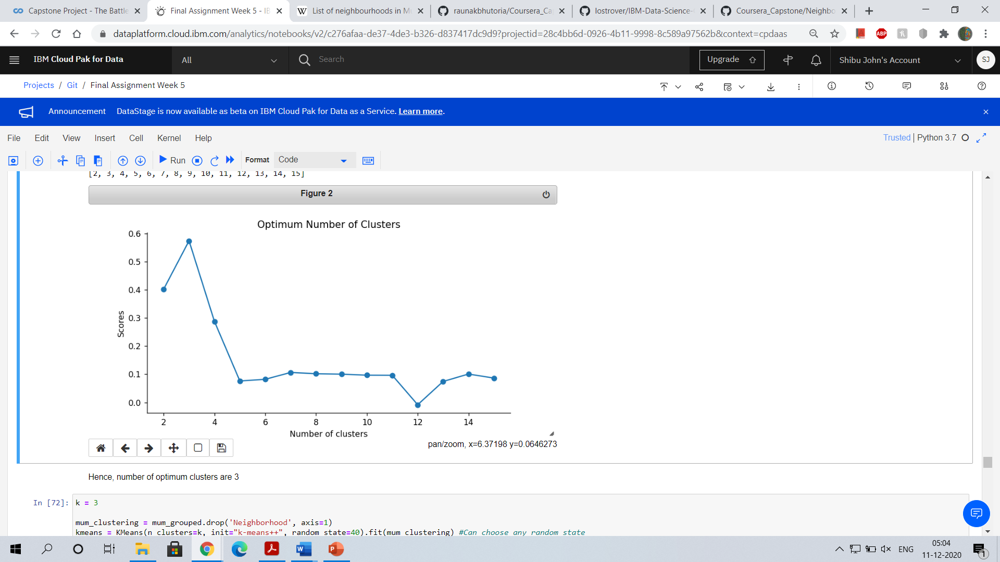 Capstone Project - The Battle
Final Assignment Week 5 - IB
List of neighbourhoods in Mu
raunakbhutoria/Coursera_Ca
lostrover/IBM-Data-Science-
Coursera_Capstone/Neighbo
dataplatform.cloud.ibm.com/analytics/notebooks/v2/c276afaa-de37-4de3-b326-d837417dc9d9?projectid=28c4bb6d-0926-4b11-9998-8c589a97562b&context=cpdaas
ABP
IBM Cloud Pak for Data
All
Search
Upgrade
Shibu John's Account
SJ
Projects / Git / Final Assignment Week 5
Announcement DataStage is now available as beta on IBM Cloud Pak for Data as a Service. Learn more.
File Edit View Insert Cell Kernel Help
Trusted | Python 3.7
Run
Format
Code
[2, 3, 4, 5, 6, 7, 8, 9, 10, 11, 12, 13, 14, 15]
Figure 2
Optimum Number of Clusters
0.6
0.5
0.4
0.3
0.2
0.1
0.0
Scores
2 4 6 8 10 12 14
Number of clusters
pan/zoom, x=6.37198 y=0.0646273
Hence, number of optimum clusters are 3
In [72]: k = 3
mum_clustering = mum_grouped.drop('Neighborhood', axis=1)
kmeans = KMeans(n_clusters=k, init="k-means++", random_state=40).fit(mum_clustering) #Can choose any random state
ENG
05:04
11-12-2020
1